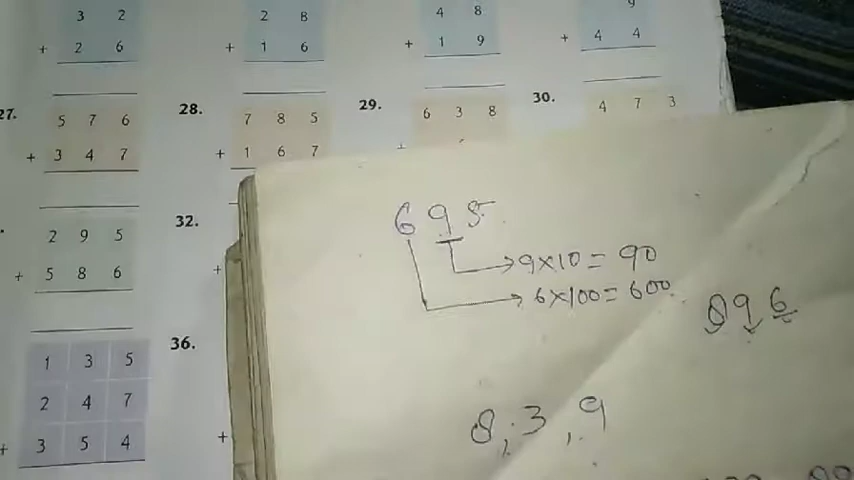 3 2 2 8 4 8 9
+ 2 6 + 1 6 + 1 9 + 4 4
27. 5 7 6 28. 7 8 5 29. 6 3 8 30. 4 7 3
+ 3 4 7 + 1 6 7 +
2 9 5 32.
+ 5 8 6 +
1 3 5 36.
2 4 7
+ 3 5 4 +
695
9×10=90
6×100=600
896
8, 3, 9